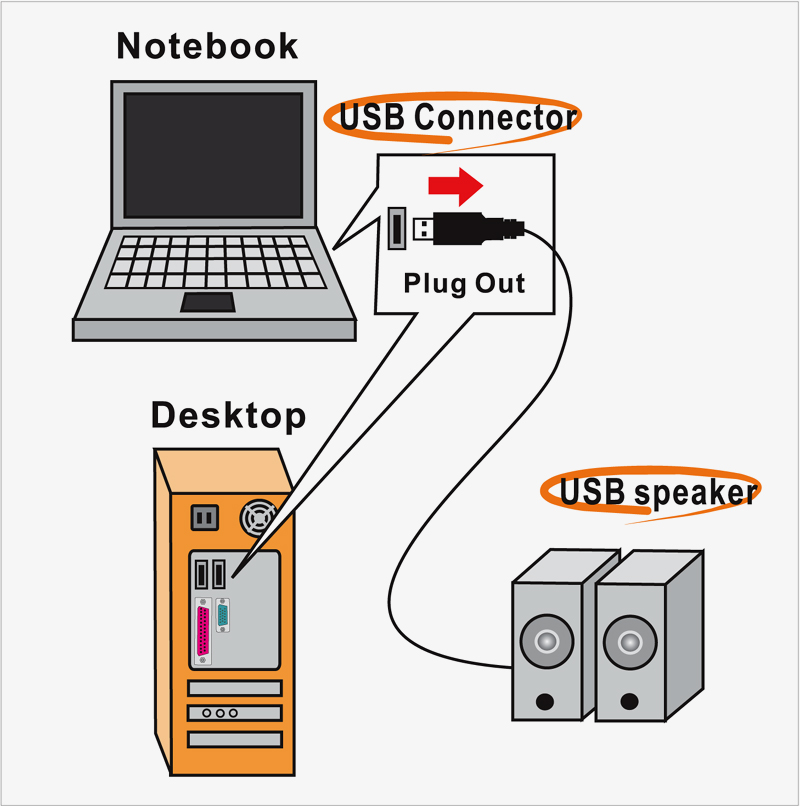 Notebook
USB Connector
Plug Out
Desktop
USB speaker